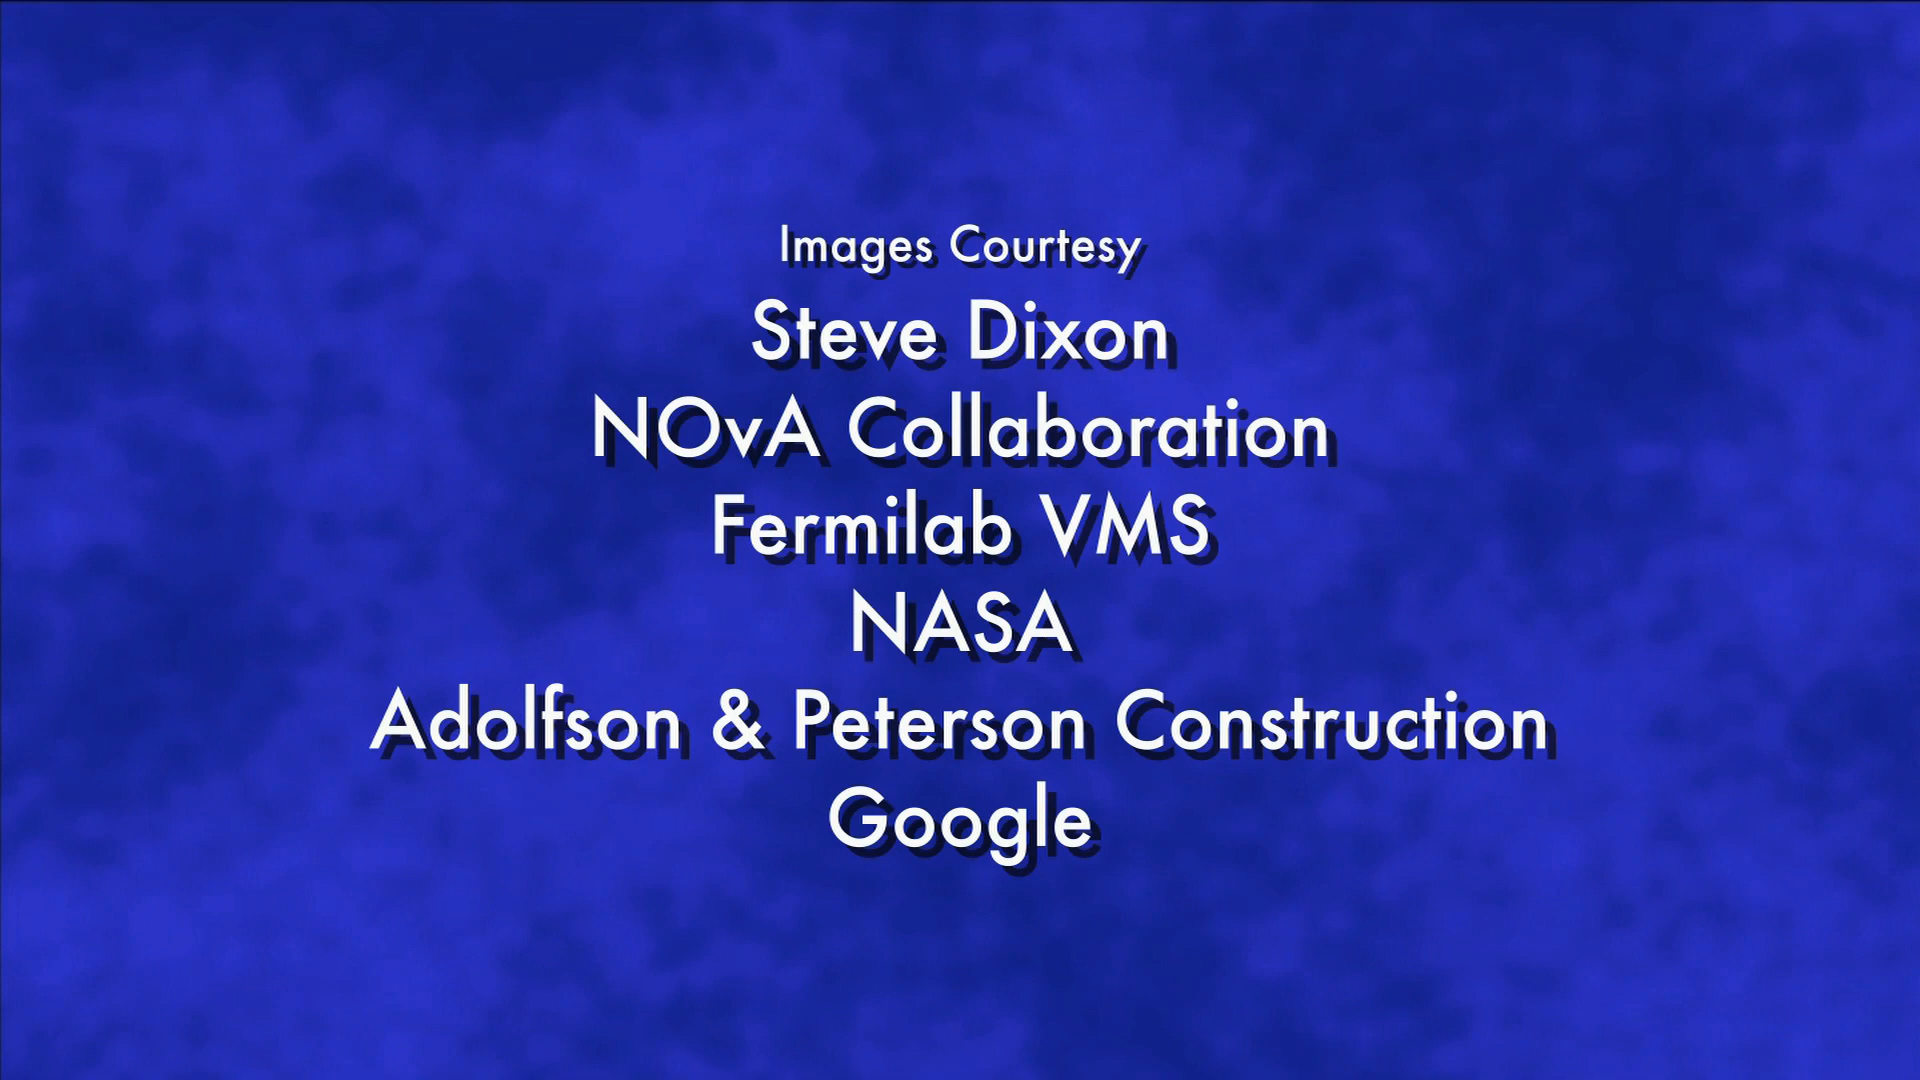 Images Courtesy
Steve Dixon
NOvA Collaboration
Fermilab VMS
NASA
Adolfson & Peterson Construction
Google